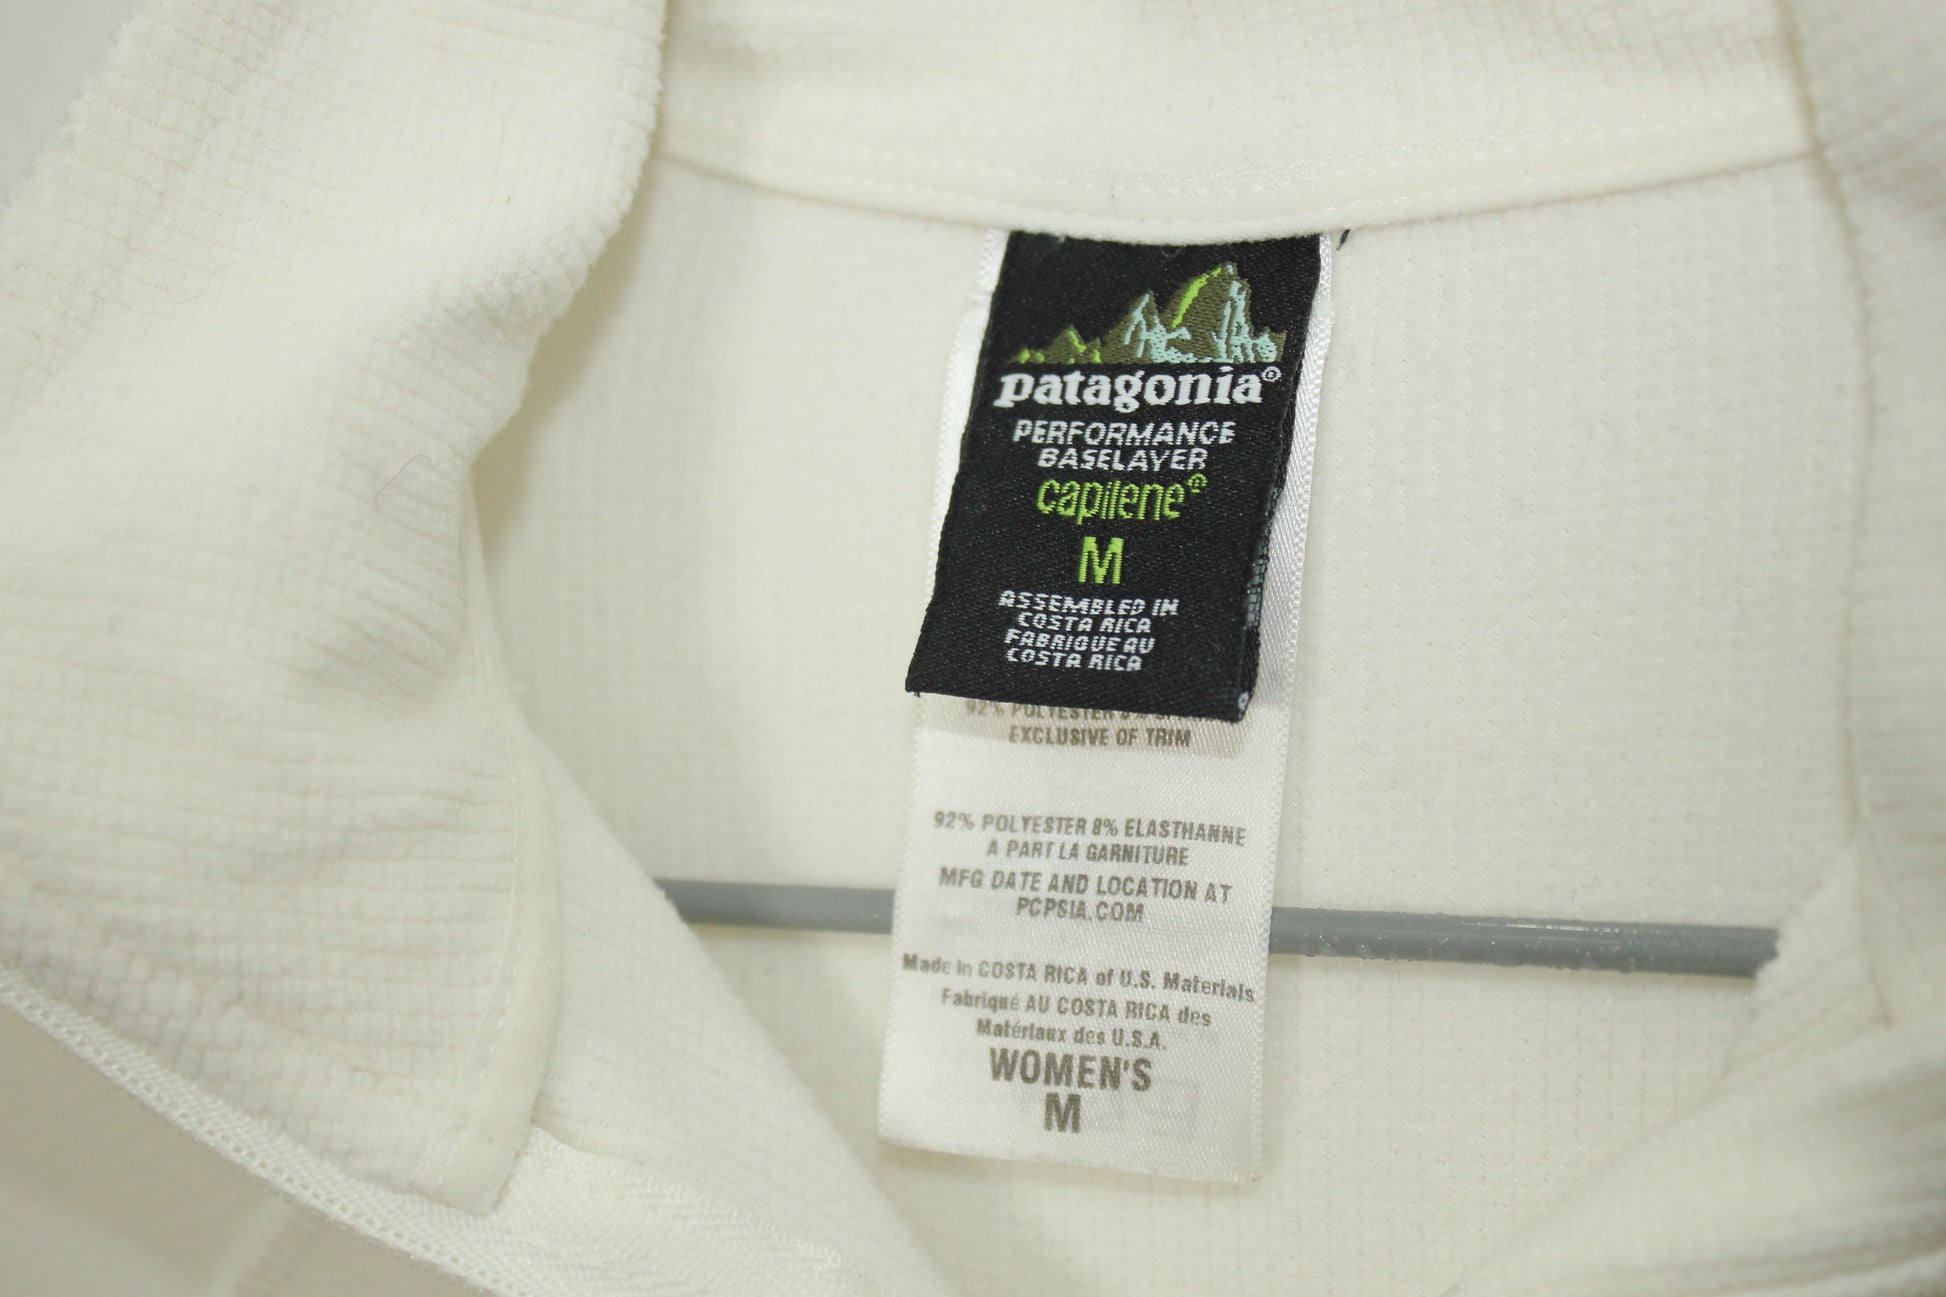 patagonia®
PERFORMANCE
BASELAYER
capilene®
M
ASSEMBLED IN
COSTA RICA
FABRIQUE AU
COSTA RICA
92% POLYESTER
EXCLUSIVE OF TRIM
92% POLYESTER 8% ELASTHANNE
A PART LA GARNITURE
MFG DATE AND LOCATION AT
PCPSIA.COM
Made in COSTA RICA of U.S. Materials
Fabriqué AU COSTA RICA des
Matériaux des U.S.A.
WOMEN'S
M